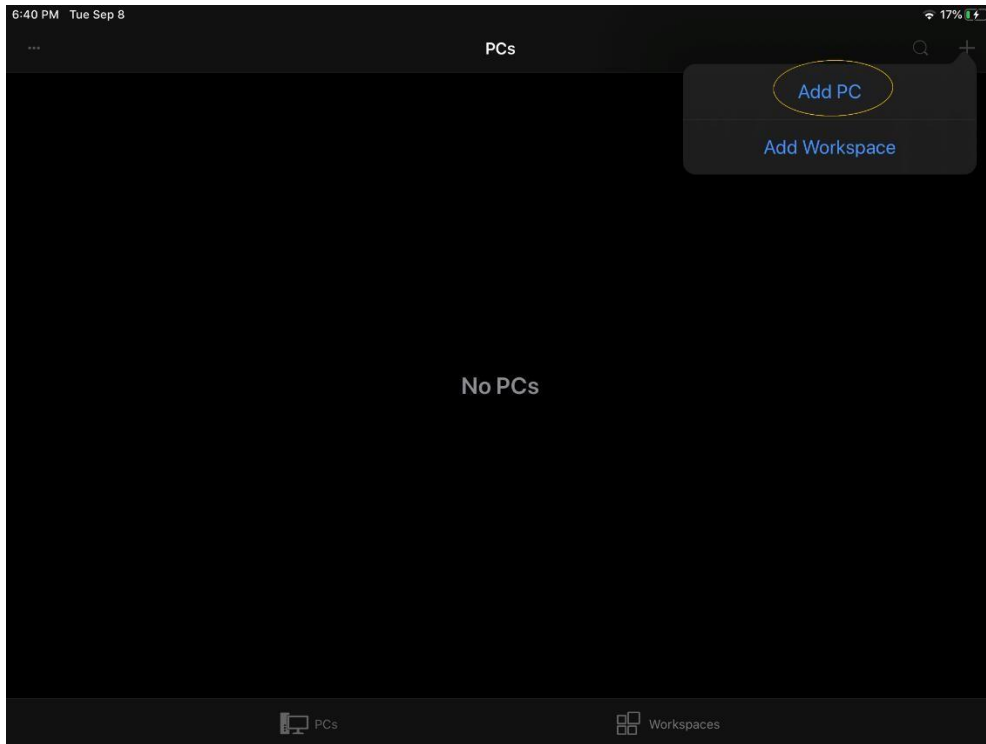 6:40 PM Tue Sep 8
17%
PCs
Add PC
Add Workspace
No PCs
PCs
Workspaces